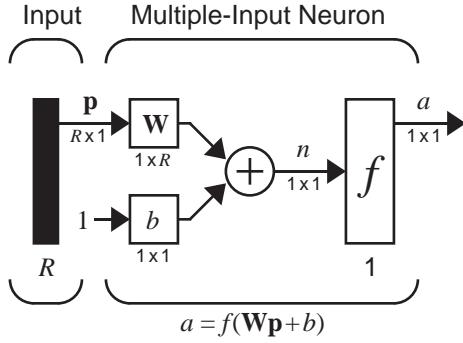 Input Multiple-Input Neuron
p
R x 1
W
1 x R
1
b
1 x 1
n
1 x 1
f
a
1 x 1
R
1
a = f(Wp + b)